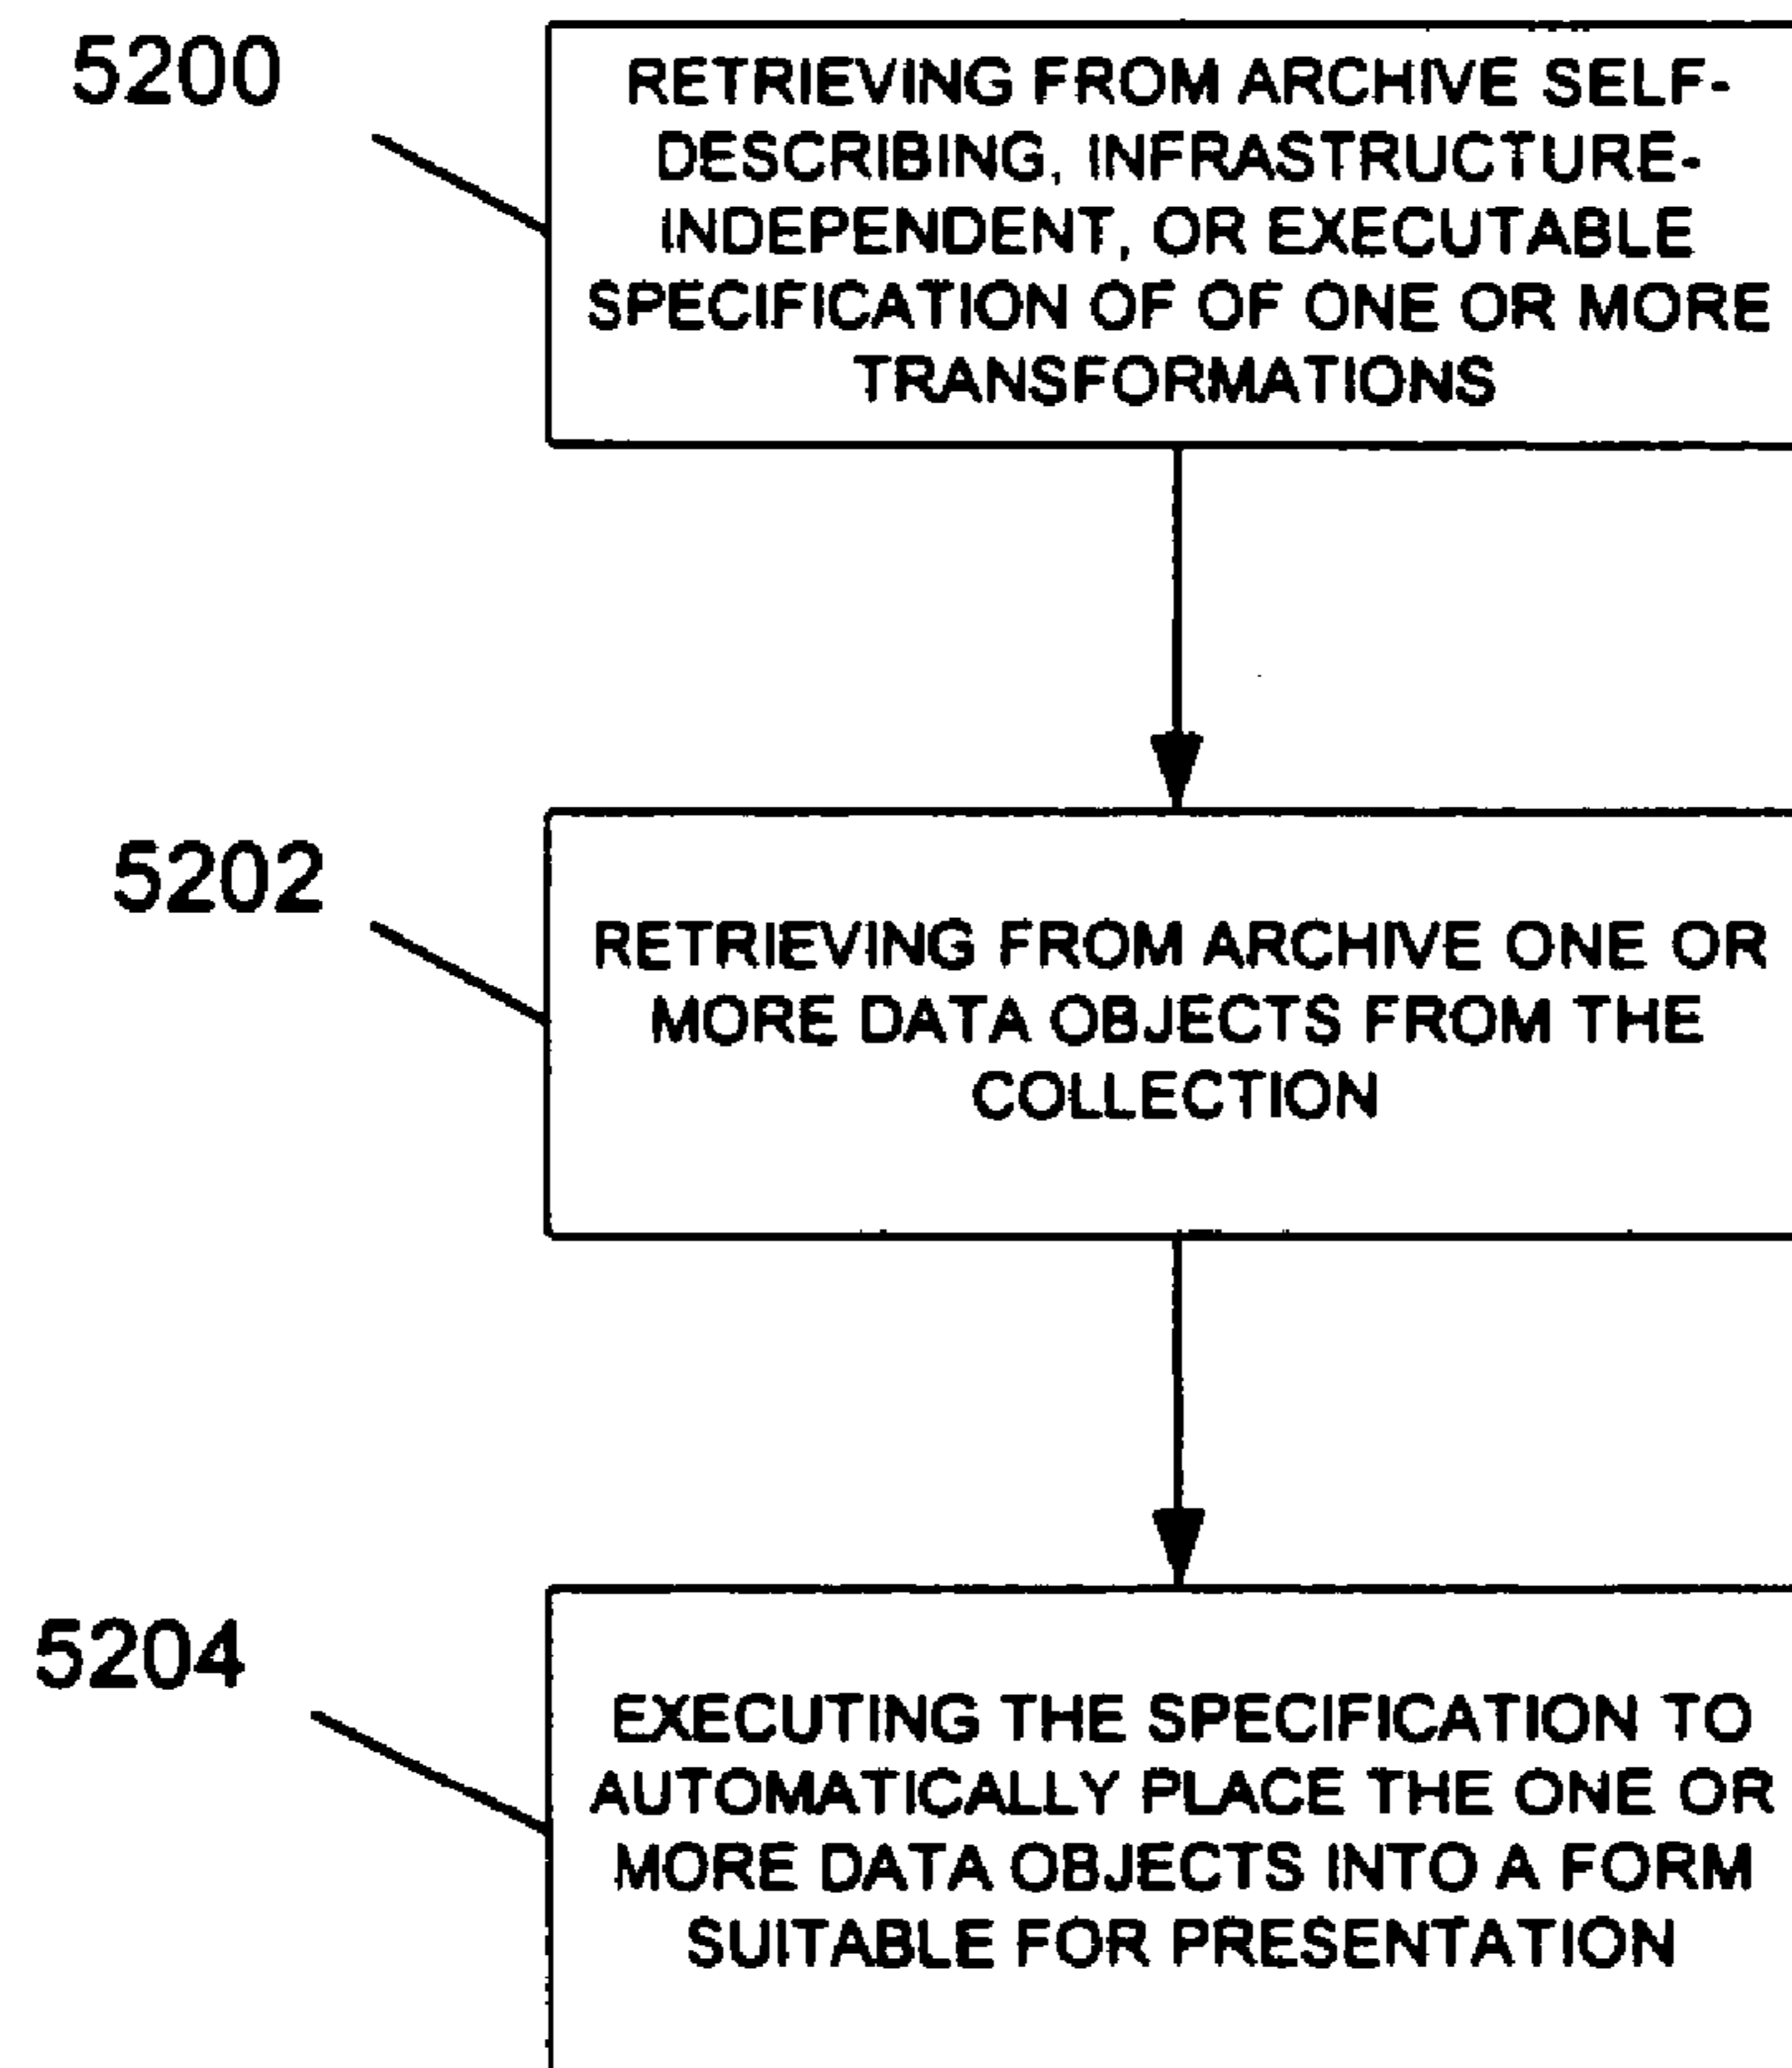 5200
RETRIEVING FROM ARCHIVE SELF-
DESCRIBING, INFRASTRUCTURE-
INDEPENDENT, OR EXECUTABLE
SPECIFICATION OF OF ONE OR MORE
TRANSFORMATIONS
5202
RETRIEVING FROM ARCHIVE ONE OR
MORE DATA OBJECTS FROM THE
COLLECTION
5204
EXECUTING THE SPECIFICATION TO
AUTOMATICALLY PLACE THE ONE OR
MORE DATA OBJECTS INTO A FORM
SUITABLE FOR PRESENTATION